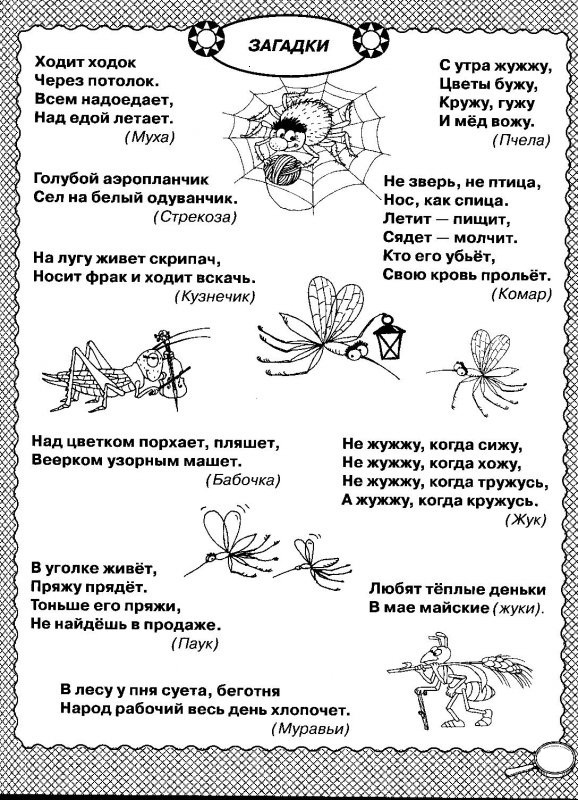 ЗАГАДКИ
Ходит ходок
Через потолок.
Всем надоедает,
Над едой летает.
(Муха)
С утра жужжу,
Цветы бужу,
Кружу, гужу
И мёд вожу.
(Пчела)
Голубой аэропланчик
Сел на белый одуванчик.
(Стрекоза)
Не зверь, не птица,
Нос, как спица.
Летит — пищит,
Сядет — молчит.
Кто его убьёт,
Свою кровь прольёт.
(Комар)
На лугу живет скрипач,
Носит фрак и ходит вскачь.
(Кузнечик)
Над цветком порхает, пляшет,
Веерком узорным машет.
(Бабочка)
Не жужжу, когда сижу,
Не жужжу, когда хожу,
Не жужжу, когда тружусь,
А жужжу, когда кружусь.
(Жук)
В уголке живёт,
Пряжу прядёт.
Тоньше его пряжи,
Не найдёшь в продаже.
(Паук)
Любят тёплые деньки
В мае майские (жуки).
В лесу у пня суета, беготня
Народ рабочий весь день хлопочет.
(Муравьи)